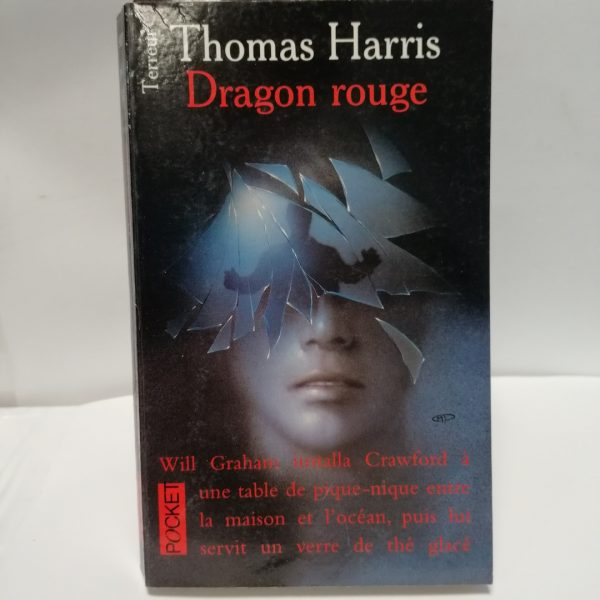 Terreur
Thomas Harris
Dragon rouge
Will Graham installa Crawford à
une table de pique-nique entre
la maison et l'océan, puis lui
servit un verre de thé glacé
POCKET